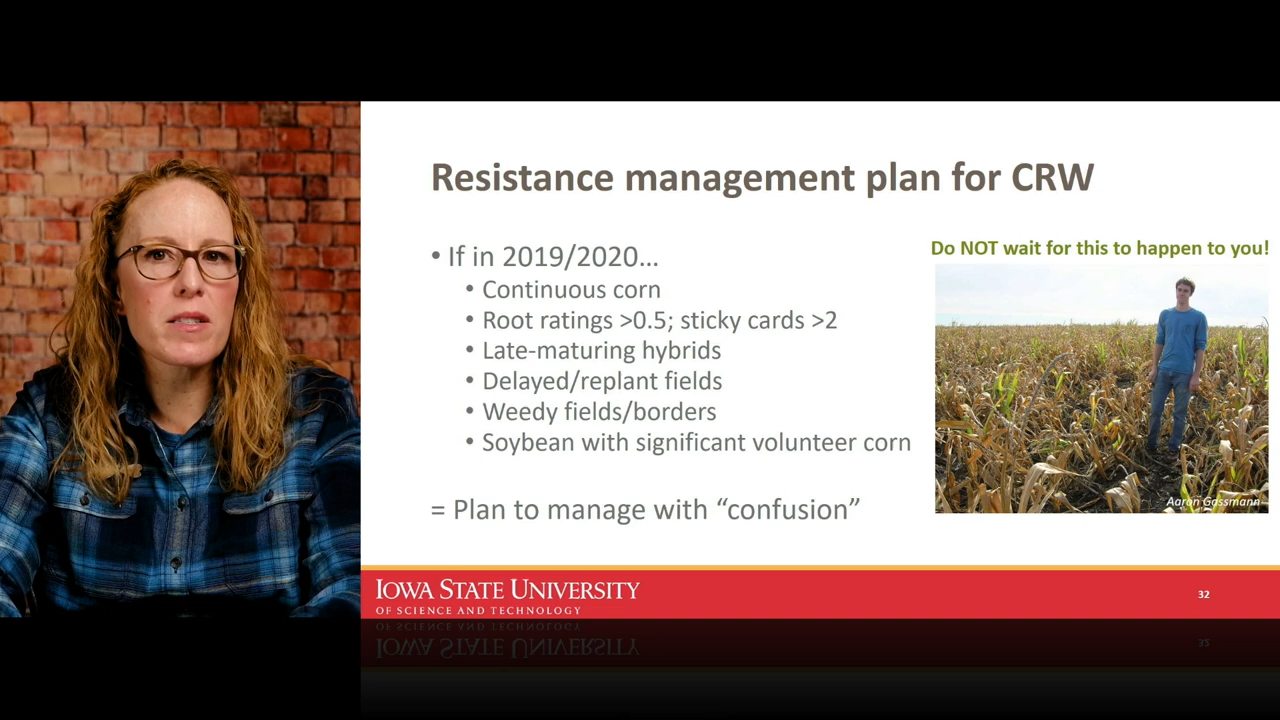 Resistance management plan for CRW
• If in 2019/2020...
• Continuous corn
• Root ratings >0.5; sticky cards >2
• Late-maturing hybrids
• Delayed/replant fields
• Weedy fields/borders
• Soybean with significant volunteer corn
= Plan to manage with “confusion”
Do NOT wait for this to happen to you!
Aaron Gassmann
IOWA STATE UNIVERSITY
OF SCIENCE AND TECHNOLOGY
32